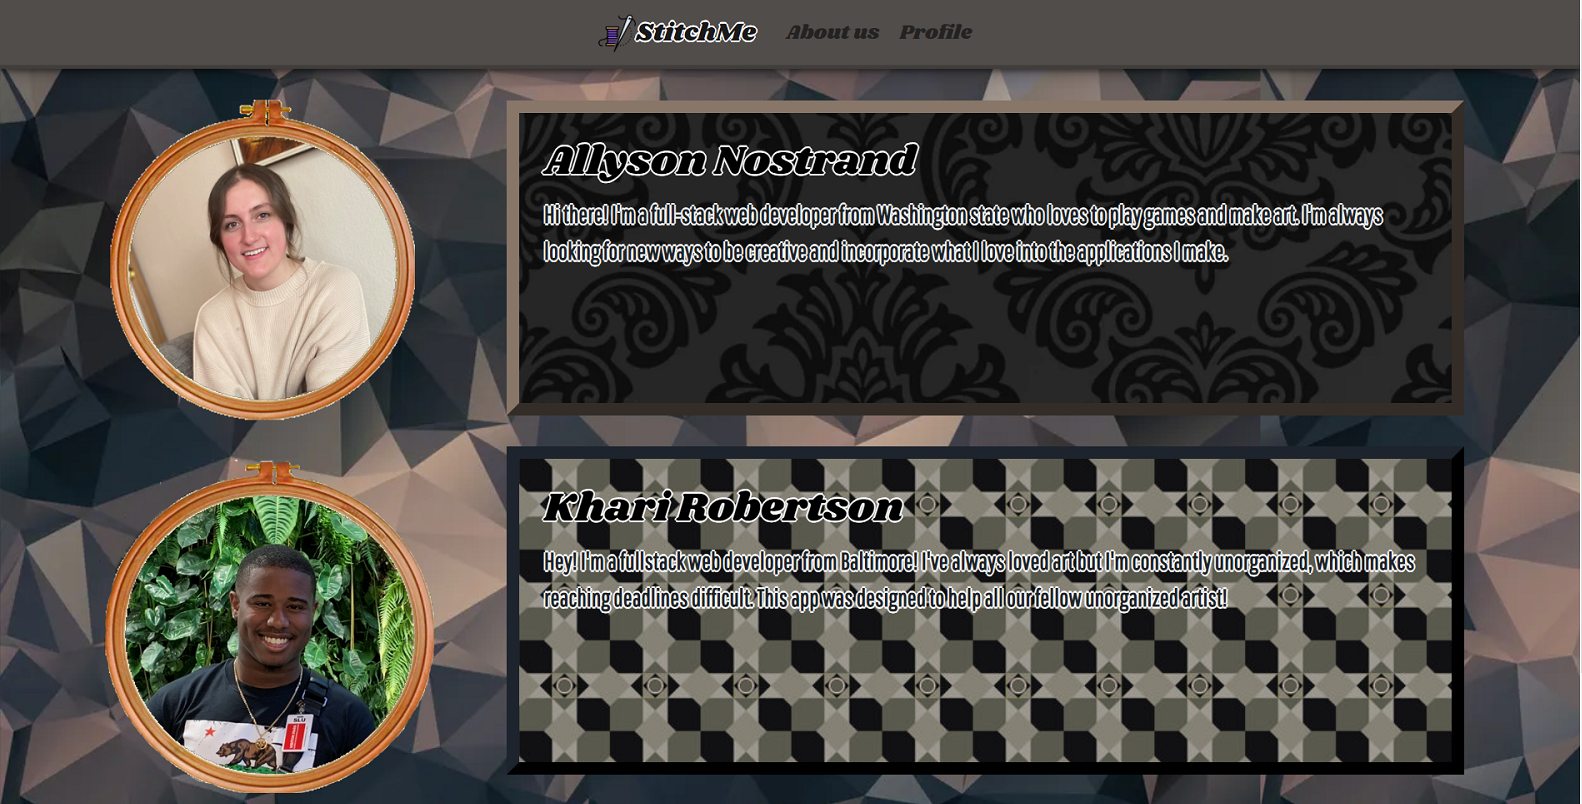 StitchMe About us Profile
Allyson Nostrand
Hi there! I'm a full-stack web developer from Washington state who loves to play games and make art. I'm always
looking for new ways to be creative and incorporate what I love into the applications I make.
Khari Robertson
Hey! I'm a fullstack web developer from Baltimore! I've always loved art but I'm constantly unorganized, which makes
reaching deadlines difficult. This app was designed to help all our fellow unorganized artist!
SLU